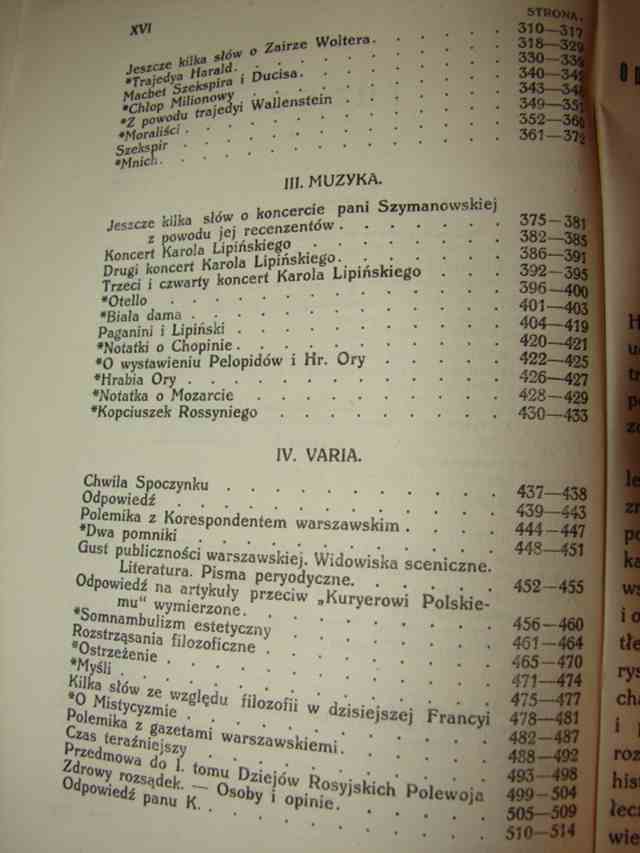 XVI
STRONA.
Jeszcze kilka słów o Zairze Woltera. . . . . . 310—317
*Trajedya Harald. . . . . . . . . . 318—329
Macbet Szekspira i Ducisa. . . . . . . . 330—339
*Chłop Milionowy . . . . . . . . . . 340—342
*Z powodu trajedyi Wallenstein . . . . . . 343—348
*Moraliści . . . . . . . . . . . . 349—351
Szekspir . . . . . . . . . . . . 352—360
*Mnich. . . . . . . . . . . . . 361—372
III. MUZYKA.
Jeszcze kilka słów o koncercie pani Szymanowskiej
z powodu jej recenzentów . . . . . . . 375—381
Koncert Karola Lipińskiego . . . . . . . 382—385
Drugi koncert Karola Lipińskiego. . . . . . 386—391
Trzeci i czwarty koncert Karola Lipińskiego . . . 392—395
*Otello . . . . . . . . . . . . 396—400
*Biała dama . . . . . . . . . . . 401—403
Paganini i Lipiński . . . . . . . . . 404—419
*Notatki o Chopinie . . . . . . . . . 420—421
*O wystawieniu Pelopidów i Hr. Ory . . . . . 422—425
*Hrabia Ory . . . . . . . . . . . 426—427
*Notatka o Mozarcie . . . . . . . . . 428—429
*Kopciuszek Rossyniego . . . . . . . . 430—433
IV. VARIA.
Chwila Spoczynku . . . . . . . . . . 437—438
Odpowiedź . . . . . . . . . . . 439—443
Polemika z Korespondentem warszawskim . . . . 444—447
*Dwa pomniki . . . . . . . . . . 448—451
Gust publiczności warszawskiej. Widowiska sceniczne.
Literatura. Pisma peryodyczne. . . . . . 452—455
Odpowiedź na artykuły przeciw „Kuryerowi Polskie-
mu“ wymierzone. . . . . . . . . 456—460
*Somnambulizm estetyczny . . . . . . . 461—464
Rozstrząsania filozoficzne . . . . . . . . 465—470
*Ostrzeżenie . . . . . . . . . . . 471—474
*Myśli . . . . . . . . . . . . 475—477
Kilka słów ze względu filozofii w dzisiejszej Francyi 478—481
*O Mistycyzmie . . . . . . . . . . 482—487
Polemika z gazetami warszawskiemi. . . . . . 488—492
Czas teraźniejszy . . . . . . . . . . 493—498
Przedmowa do I. tomu Dziejów Rosyjskich Polewoja 499—504
Zdrowy rozsądek. — Osoby i opinie. . . . . . 505—509
Odpowiedź panu K. . . . . . . . . . 510—514